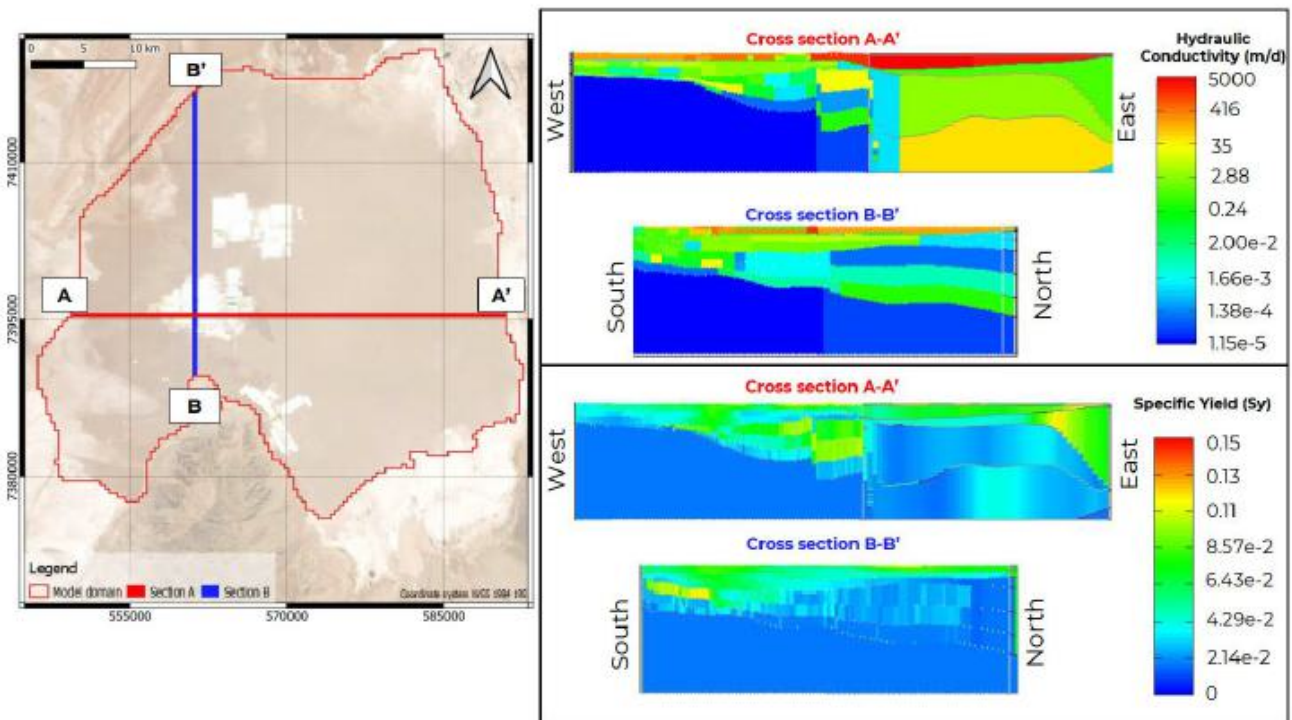 0 5 10 km
B'
A
A'
B
7410000
7395000
7380000
555000 570000 585000
Legend
Model domain Section A Section B
Cross section A-A'
West
East
Hydraulic
Conductivity (m/d)
5000
416
35
2.88
0.24
2.00e-2
1.66e-3
1.38e-4
1.15e-5
Cross section B-B'
South
North
Cross section A-A'
West
East
Specific Yield (Sy)
0.15
0.13
0.11
8.57e-2
6.43e-2
4.29e-2
2.14e-2
0
Cross section B-B'
South
North